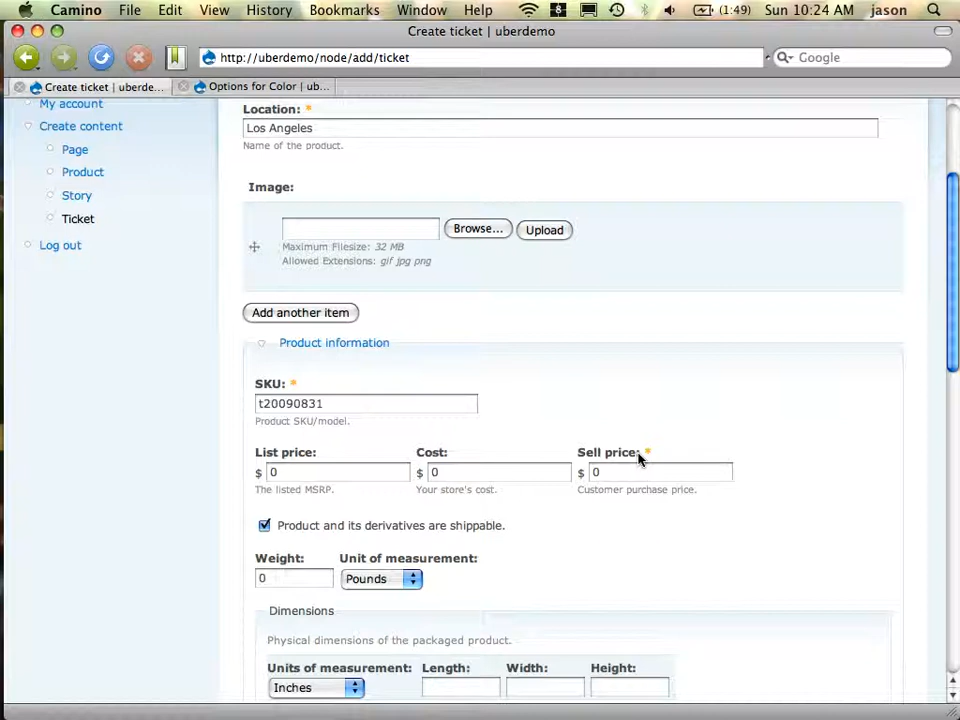 Camino File Edit View History Bookmarks Window Help 8 (1:49) Sun 10:24 AM jason
Create ticket | uberdemo
http://uberdemo/node/add/ticket Google
Create ticket | uberde... Options for Color | ub...
My account
Create content
Page
Product
Story
Ticket
Log out
Location: *
Los Angeles
Name of the product.
Image:
Browse... Upload
Maximum Filesize: 32 MB
Allowed Extensions: gif jpg png
Add another item
Product information
SKU: *
t20090831
Product SKU/model.
List price: Cost: Sell price: *
$ 0 $ 0 $ 0
The listed MSRP. Your store's cost. Customer purchase price.
Product and its derivatives are shippable.
Weight: Unit of measurement:
0 Pounds
Dimensions
Physical dimensions of the packaged product.
Units of measurement: Length: Width: Height:
Inches